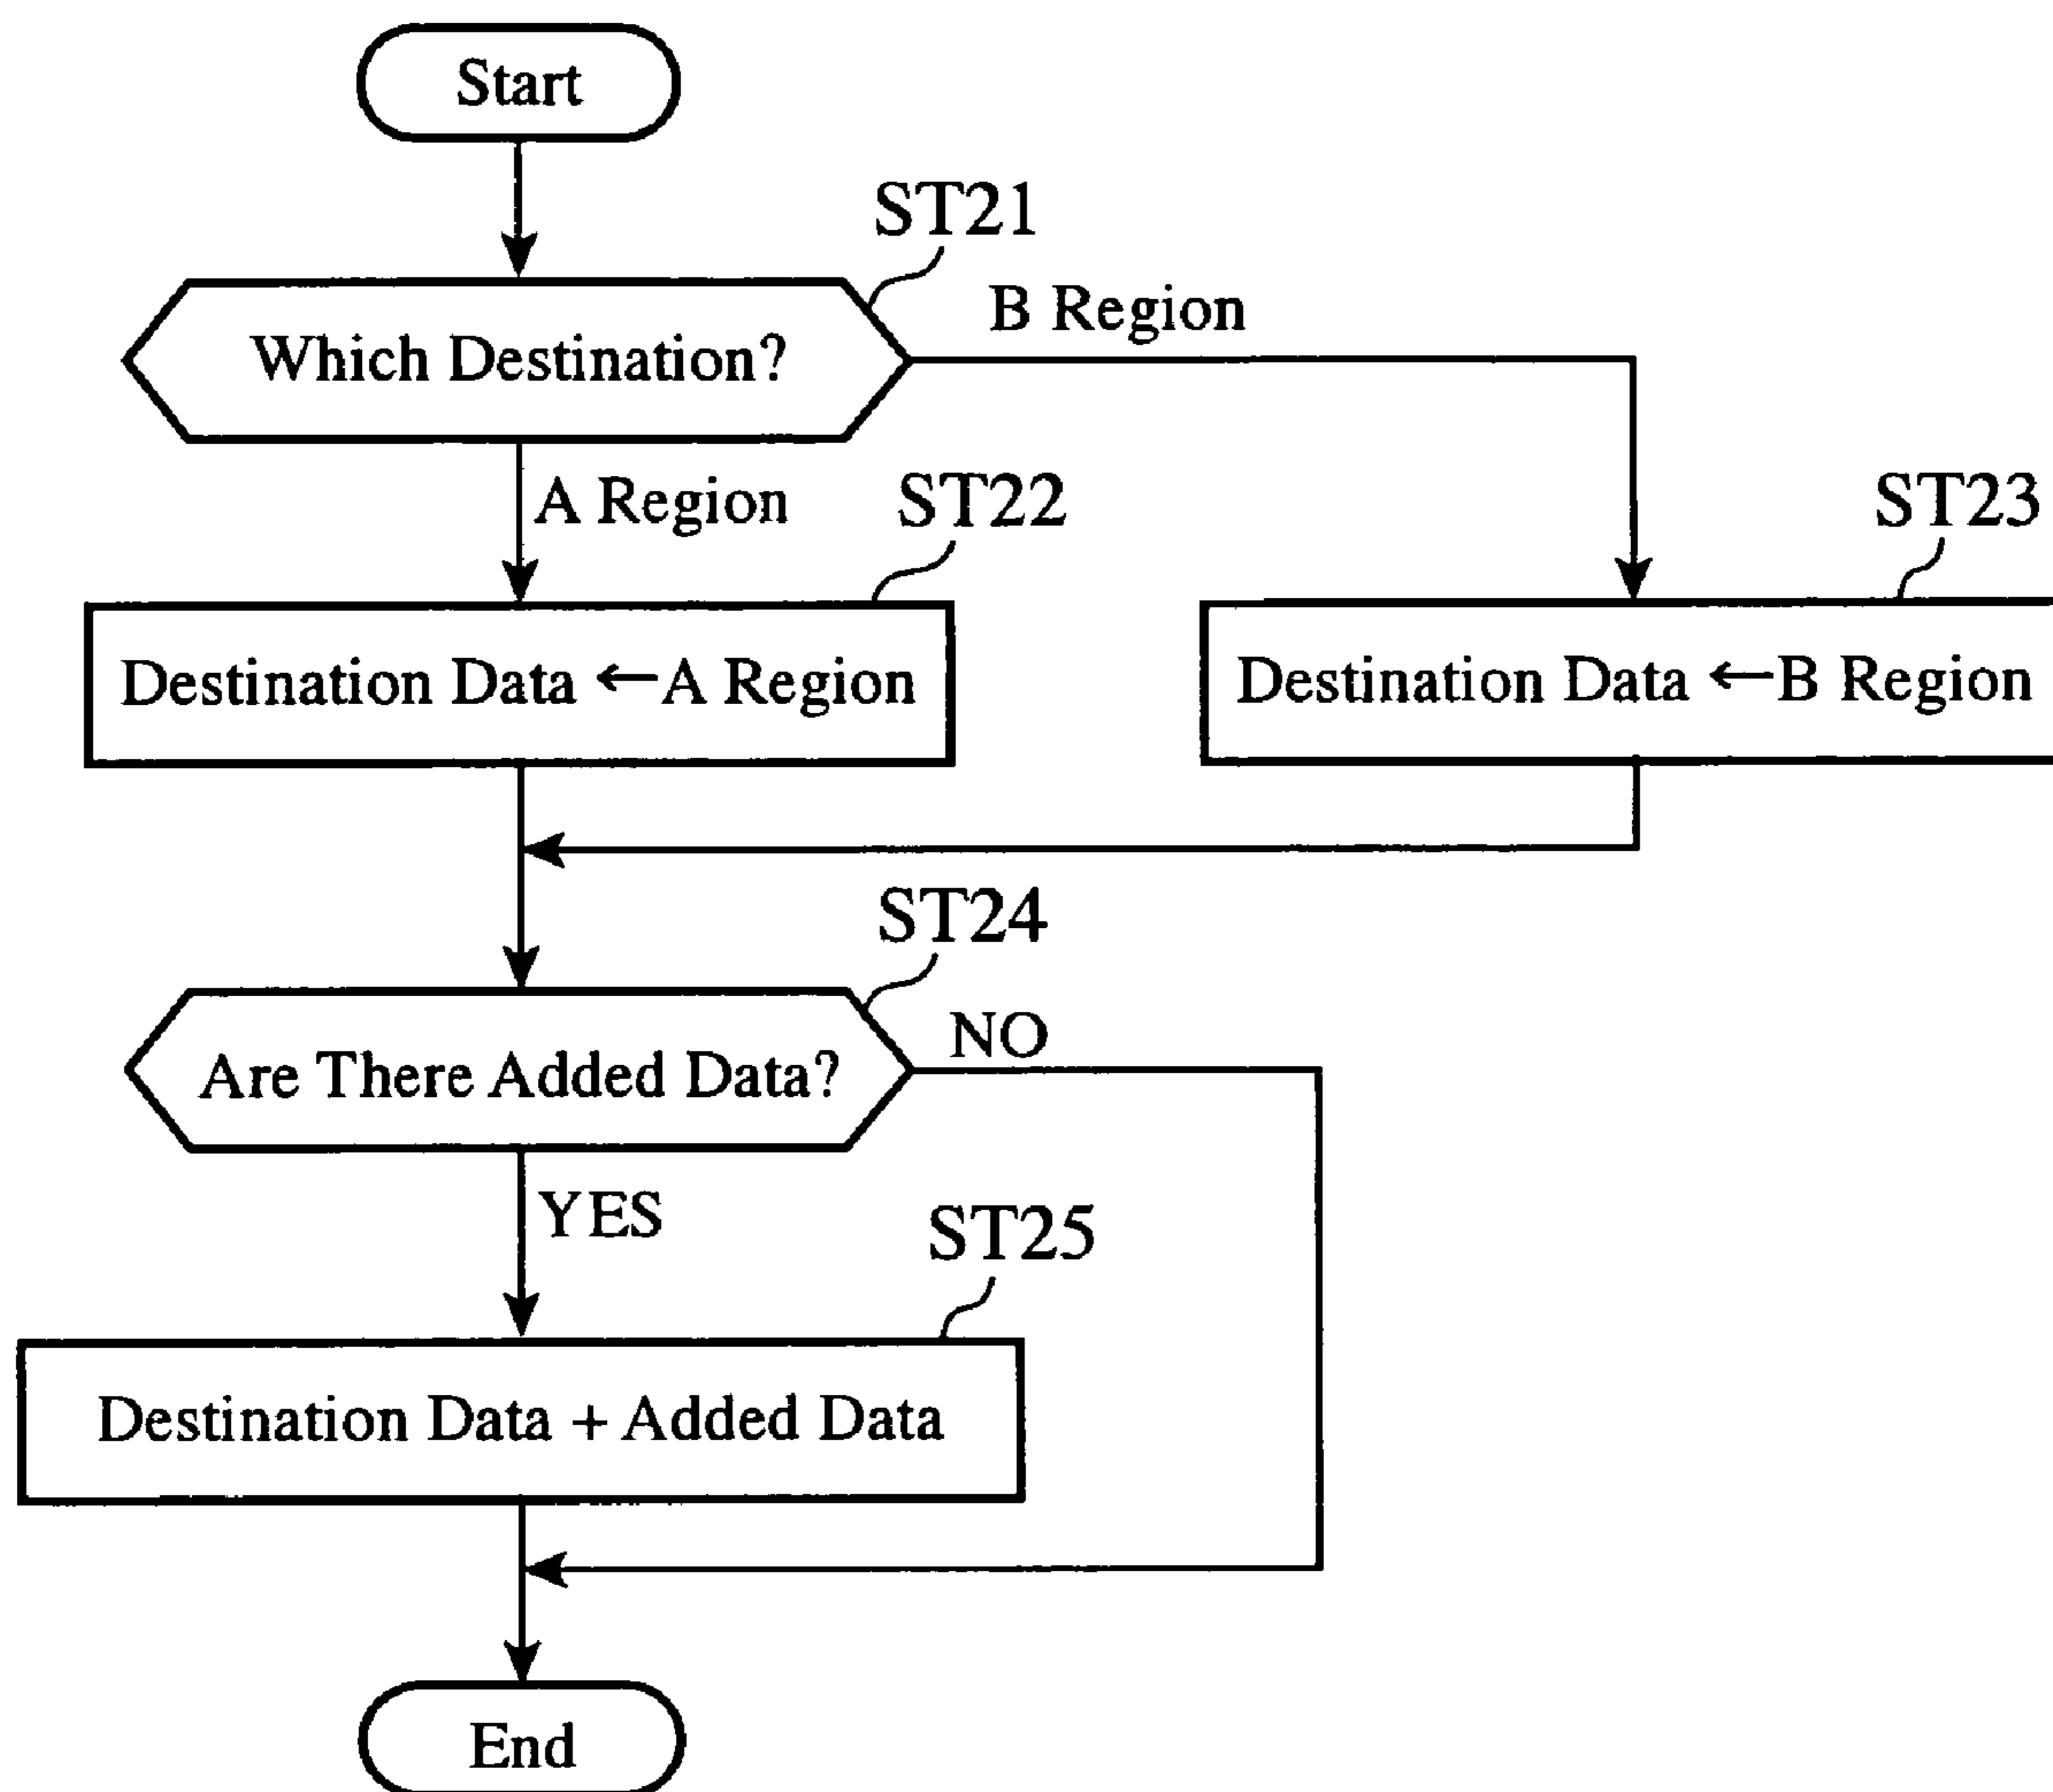 Start
ST21
B Region
Which Destination?
A Region
ST22
ST23
Destination Data ←A Region
Destination Data ←B Region
ST24
NO
Are There Added Data?
YES
ST25
Destination Data + Added Data
End